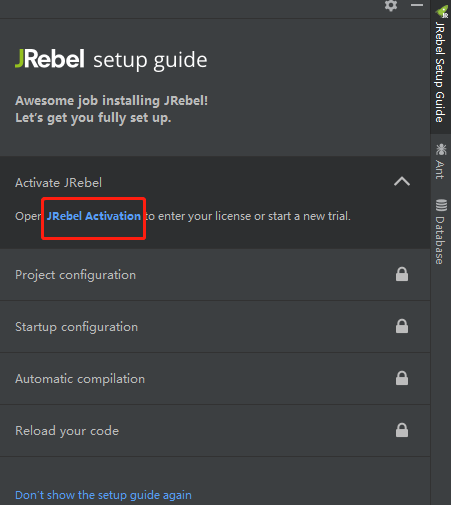 JRebel setup guide
Awesome job installing JRebel!
Let's get you fully set up.
Activate JRebel
Open JRebel Activation to enter your license or start a new trial.
Project configuration
Startup configuration
Automatic compilation
Reload your code
Don't show the setup guide again
JRebel Setup Guide
Ant
Database